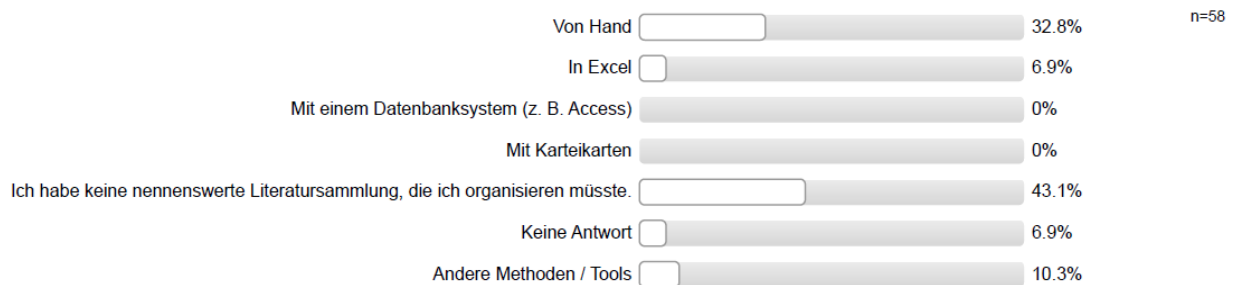 Von Hand 32.8% n=58
In Excel 6.9%
Mit einem Datenbanksystem (z. B. Access) 0%
Mit Karteikarten 0%
Ich habe keine nennenswerte Literatursammlung, die ich organisieren müsste. 43.1%
Keine Antwort 6.9%
Andere Methoden / Tools 10.3%